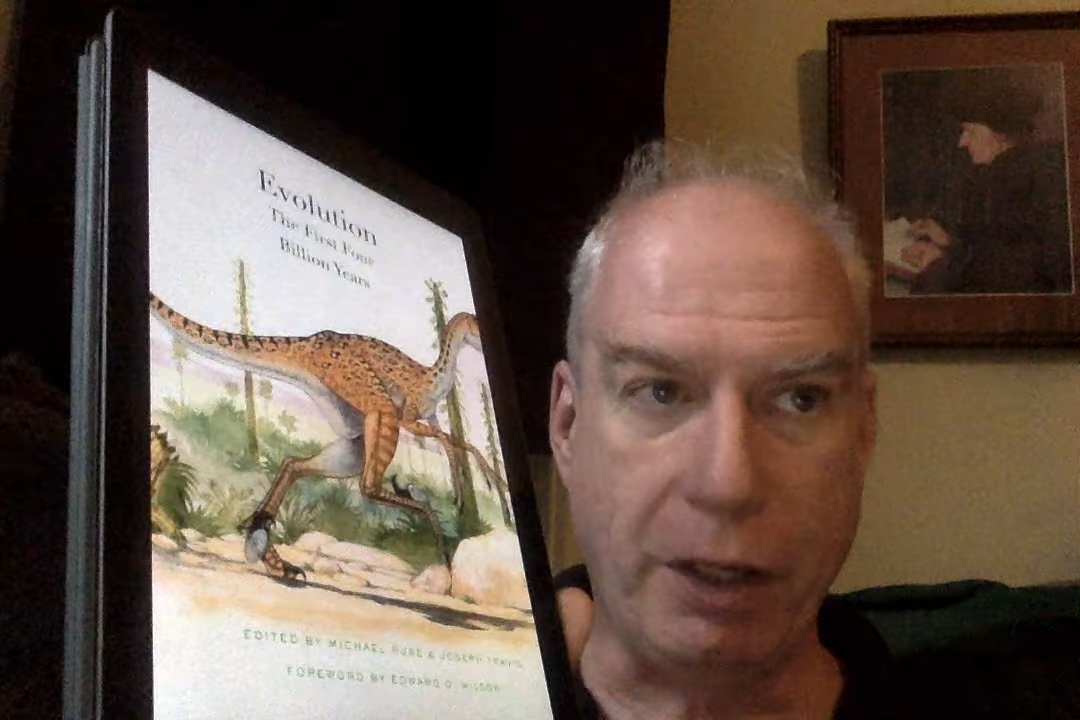 Evolution
The First Four
Billion Years
EDITED BY MICHAEL RUSE & JOSEPH TRAVIS
FOREWORD BY EDWARD O. WILSON